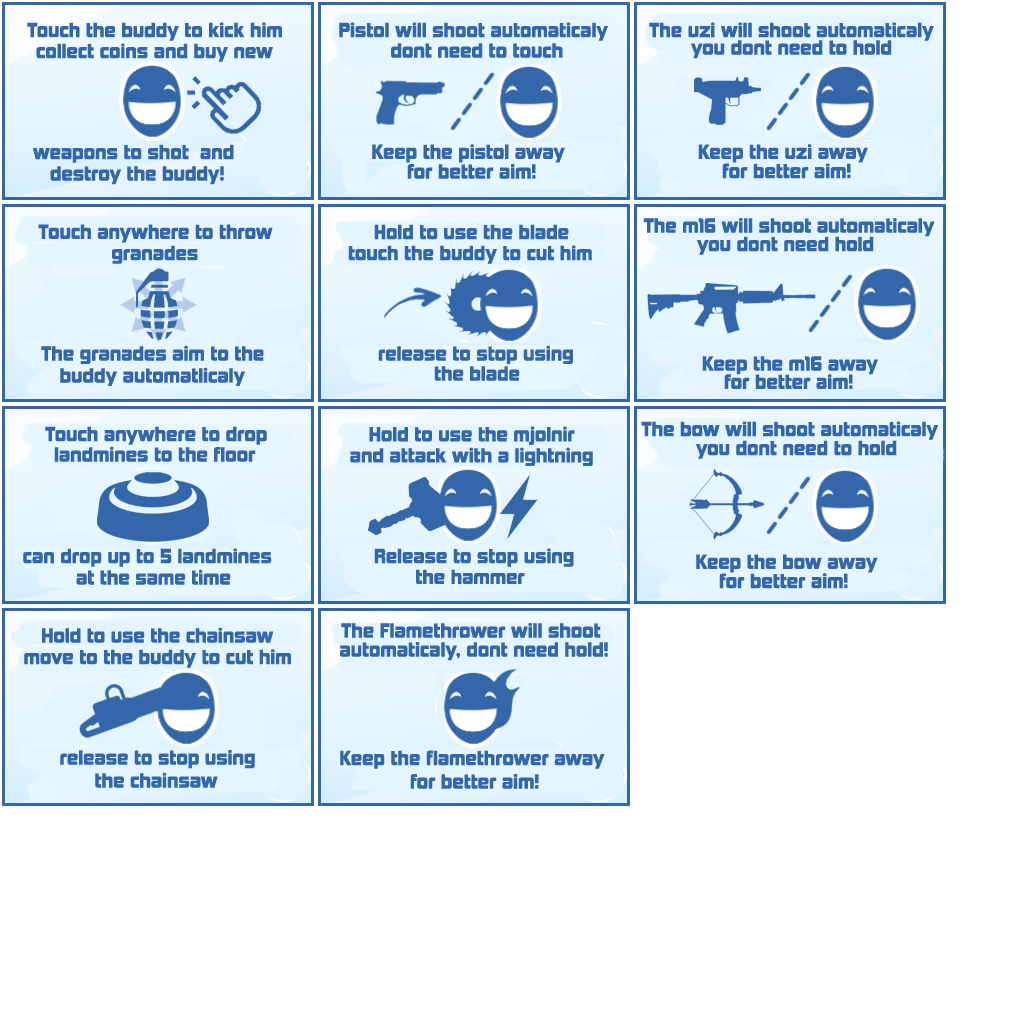 Touch the buddy to kick him
collect coins and buy new
weapons to shot and
destroy the buddy!
Pistol will shoot automaticaly
dont need to touch
Keep the pistol away
for better aim!
The uzi will shoot automaticaly
you dont need to hold
Keep the uzi away
for better aim!
Touch anywhere to throw
granades
The granades aim to the
buddy automatlicaly
Hold to use the blade
touch the buddy to cut him
release to stop using
the blade
The m16 will shoot automaticaly
you dont need hold
Keep the m16 away
for better aim!
Touch anywhere to drop
landmines to the floor
can drop up to 5 landmines
at the same time
Hold to use the mjolnir
and attack with a lightning
Release to stop using
the hammer
The bow will shoot automaticaly
you dont need to hold
Keep the bow away
for better aim!
Hold to use the chainsaw
move to the buddy to cut him
release to stop using
the chainsaw
The Flamethrower will shoot
automaticaly, dont need hold!
Keep the flamethrower away
for better aim!